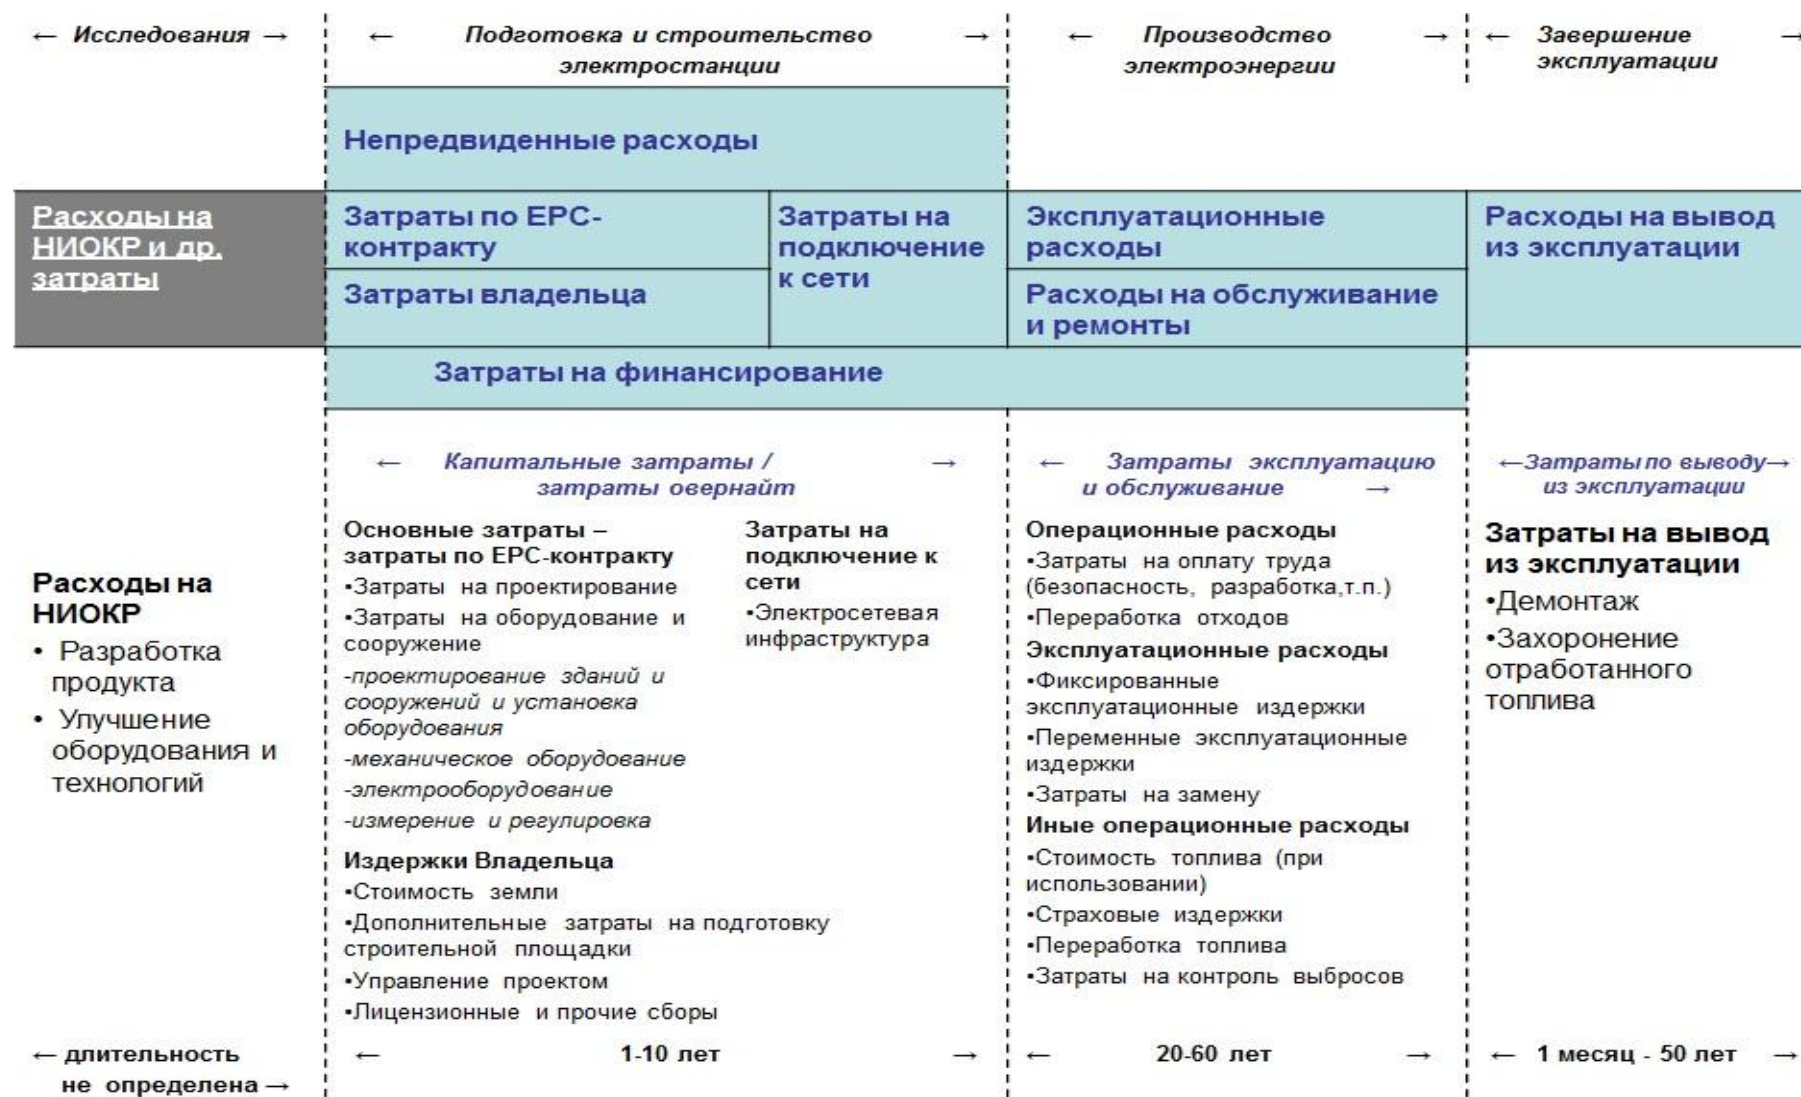 ← Исследования →
← Подготовка и строительство →
электростанции
← Производство →
электроэнергии
← Завершение →
эксплуатации
Непредвиденные расходы
Расходы на
НИОКР и др.
затраты
Затраты по EPC-
контракту
Затраты владельца
Затраты на
подключение
к сети
Эксплуатационные
расходы
Расходы на обслуживание
и ремонты
Расходы на вывод
из эксплуатации
Затраты на финансирование
← Капитальные затраты / →
затраты овернайт
← Затраты эксплуатацию
и обслуживание →
←Затраты по выводу→
из эксплуатации
Расходы на
НИОКР
• Разработка
продукта
• Улучшение
оборудования и
технологий
Основные затраты –
затраты по EPC-контракту
•Затраты на проектирование
•Затраты на оборудование и
сооружение
-проектирование зданий и
сооружений и установка
оборудования
-механическое оборудование
-электрооборудование
-измерение и регулировка
Затраты на
подключение к
сети
•Электросетевая
инфраструктура
Издержки Владельца
•Стоимость земли
•Дополнительные затраты на подготовку
строительной площадки
•Управление проектом
•Лицензионные и прочие сборы
Операционные расходы
•Затраты на оплату труда
(безопасность, разработка,т.п.)
•Переработка отходов
Эксплуатационные расходы
•Фиксированные
эксплуатационные издержки
•Переменные эксплуатационные
издержки
•Затраты на замену
Иные операционные расходы
•Стоимость топлива (при
использовании)
•Страховые издержки
•Переработка топлива
•Затраты на контроль выбросов
Затраты на вывод
из эксплуатации
•Демонтаж
•Захоронение
отработанного
топлива
← длительность
не определена →
← 1-10 лет →
← 20-60 лет →
← 1 месяц - 50 лет →